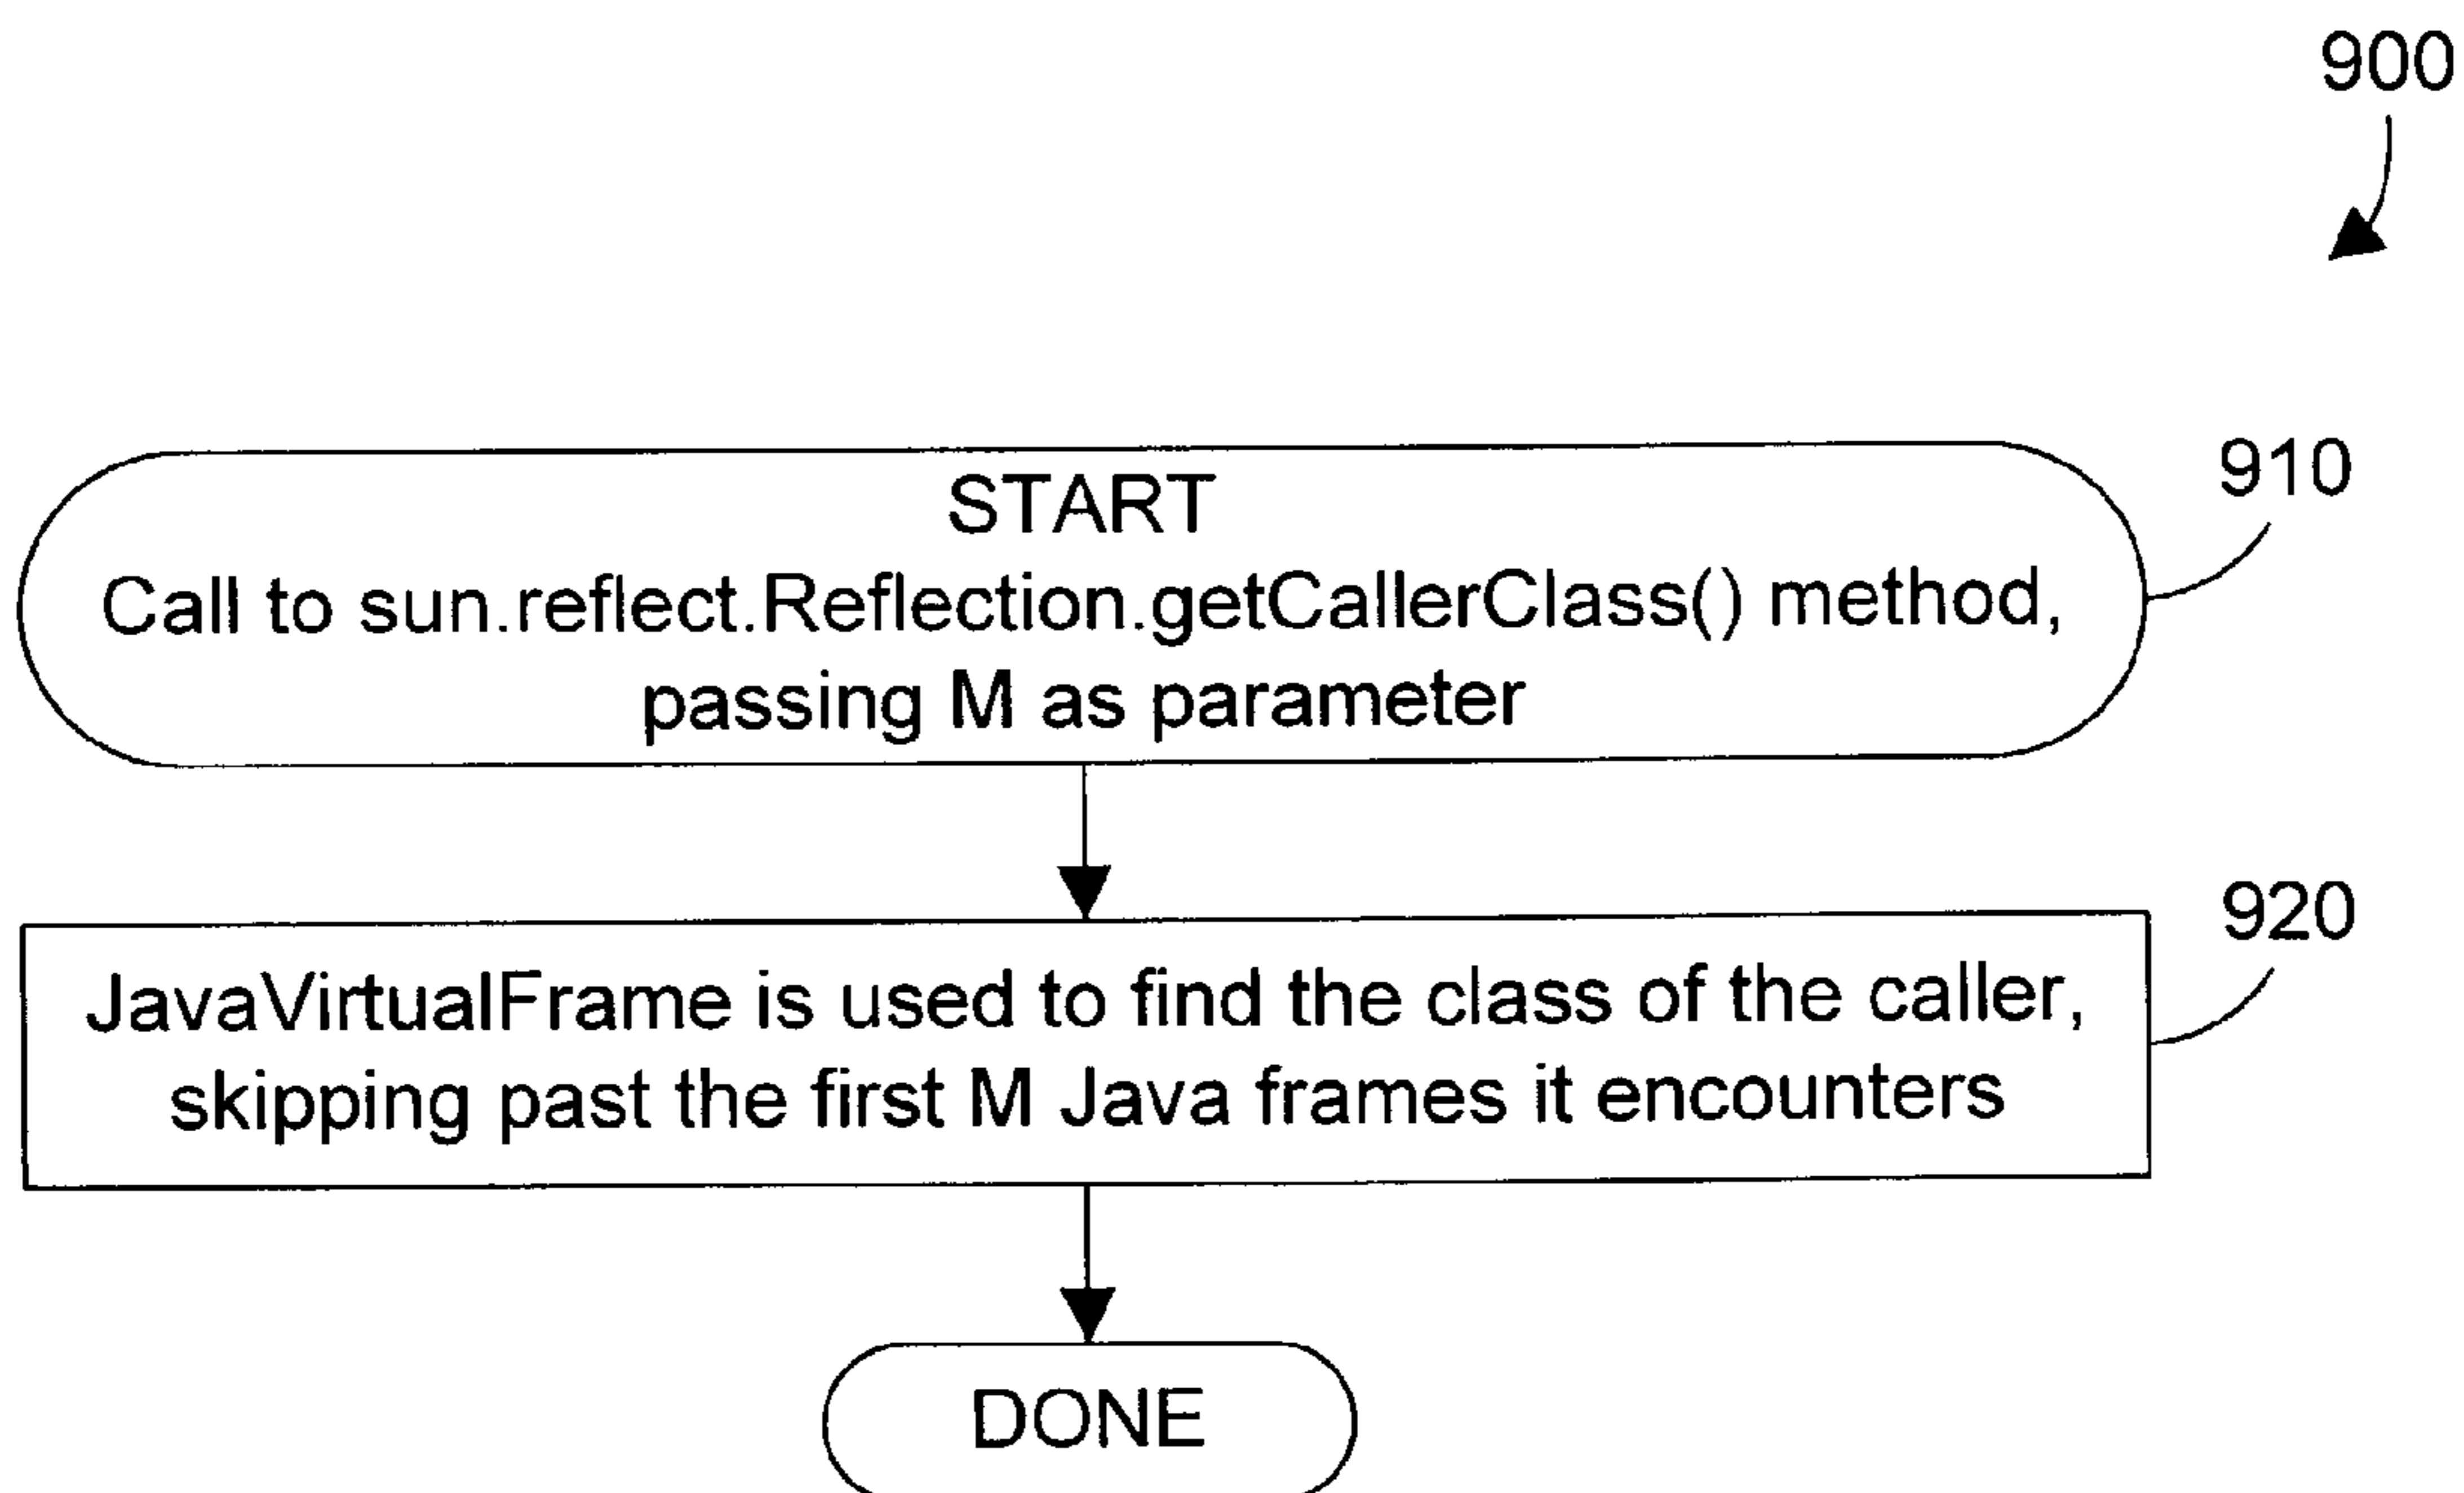 900
910
START
Call to sun.reflect.Reflection.getCallerClass() method,
passing M as parameter
920
JavaVirtualFrame is used to find the class of the caller,
skipping past the first M Java frames it encounters
DONE